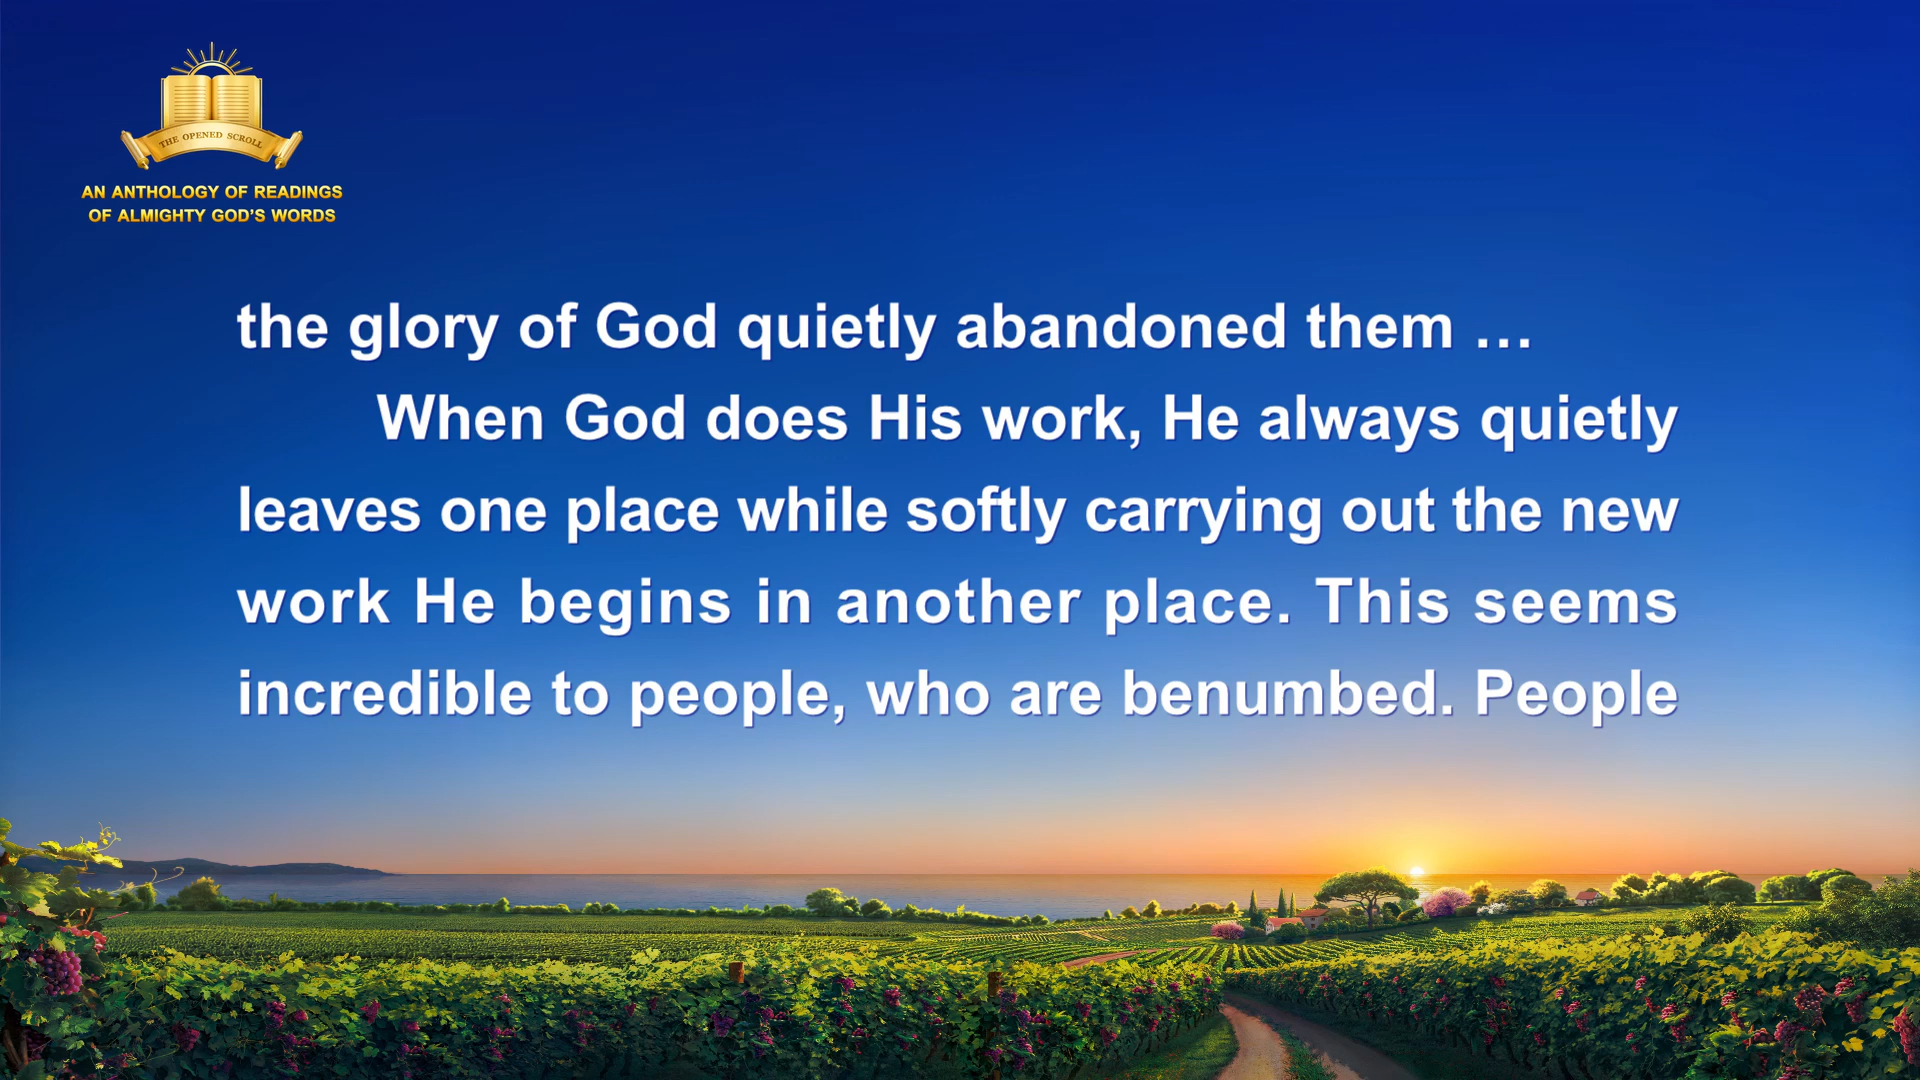 THE OPENED SCROLL
AN ANTHOLOGY OF READINGS
OF ALMIGHTY GOD'S WORDS
the glory of God quietly abandoned them …
When God does His work, He always quietly
leaves one place while softly carrying out the new
work He begins in another place. This seems
incredible to people, who are benumbed. People